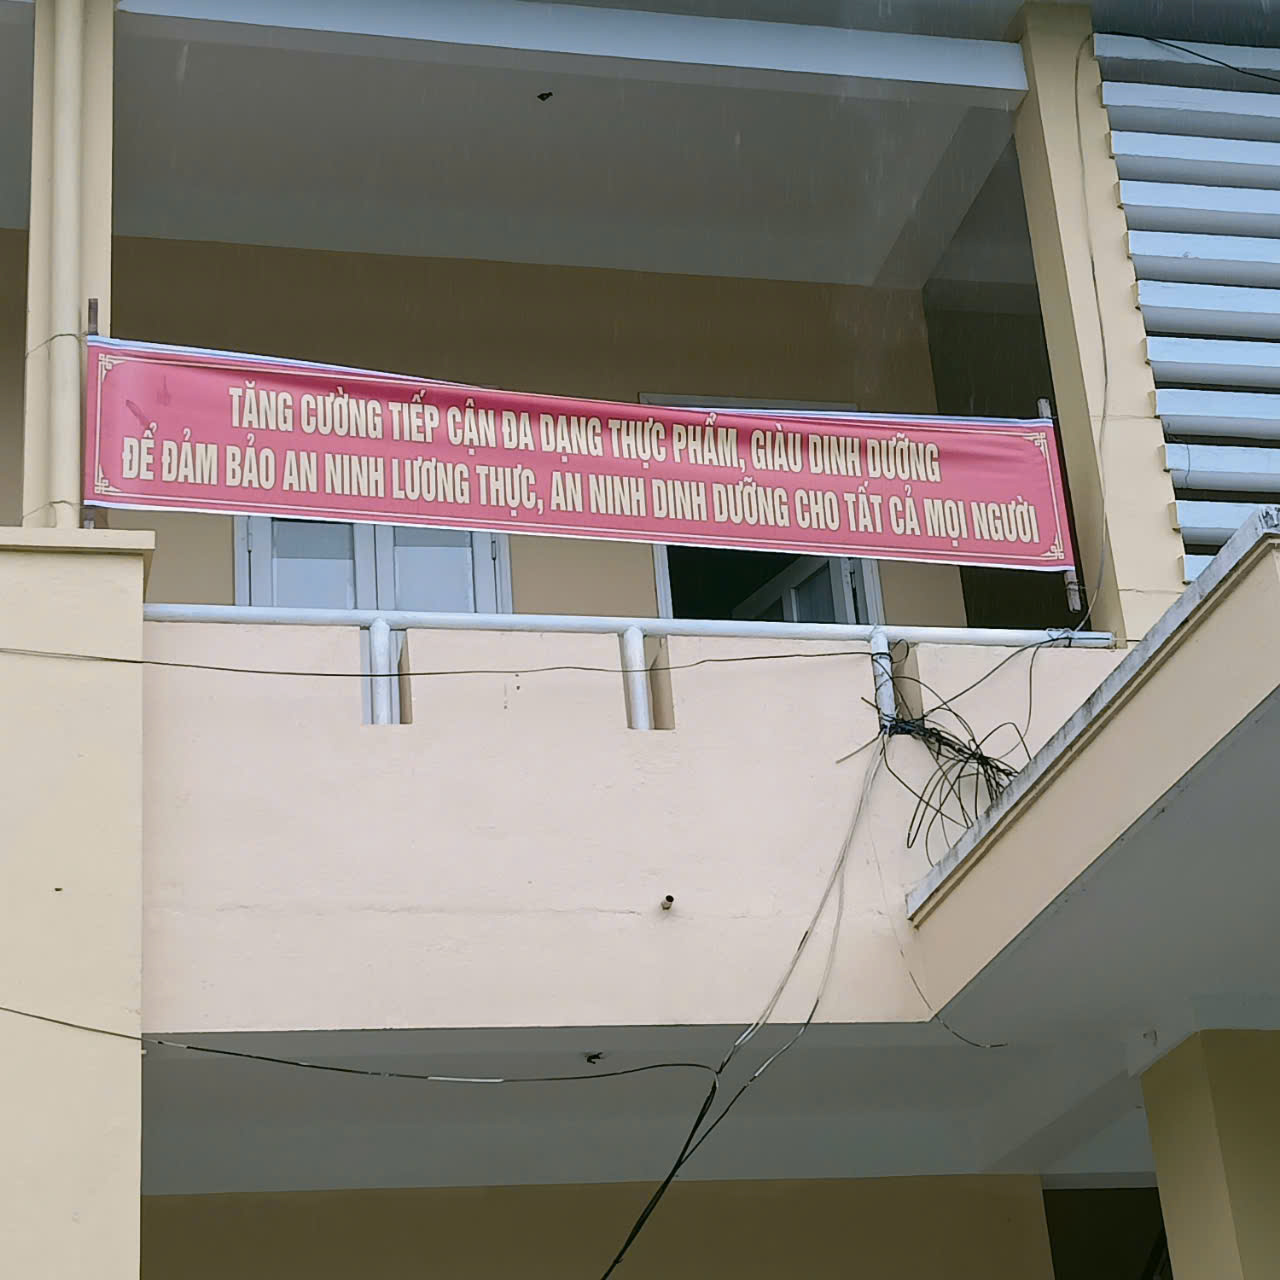 TĂNG CƯỜNG TIẾP CẬN ĐA DẠNG THỰC PHẨM, GIÀU DINH DƯỠNG
ĐỂ ĐẢM BẢO AN NINH LƯƠNG THỰC, AN NINH DINH DƯỠNG CHO TẤT CẢ MỌI NGƯỜI